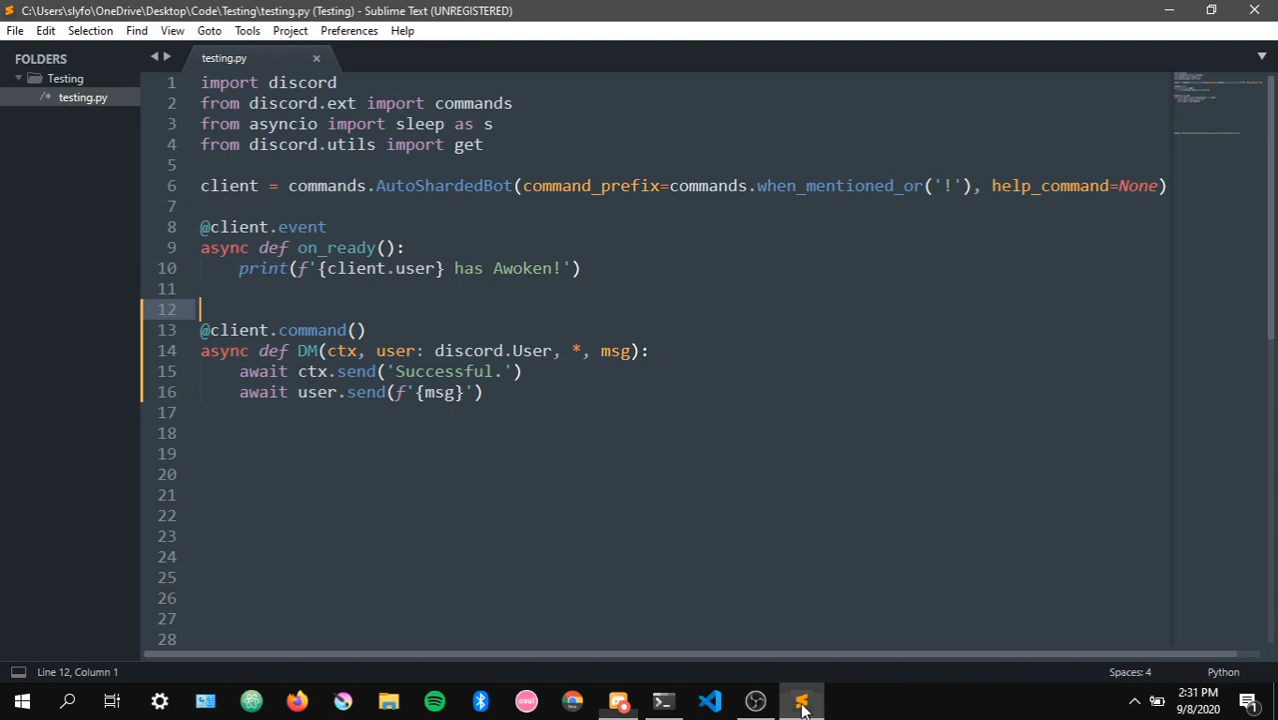 C:\Users\slyfo\OneDrive\Desktop\Code\Testing\testing.py (Testing) - Sublime Text (UNREGISTERED)
File Edit Selection Find View Goto Tools Project Preferences Help
FOLDERS
Testing
/* testing.py
testing.py
1 import discord
2 from discord.ext import commands
3 from asyncio import sleep as s
4 from discord.utils import get
5
6 client = commands.AutoShardedBot(command_prefix=commands.when_mentioned_or('!'), help_command=None)
7
8 @client.event
9 async def on_ready():
10     print(f'{client.user} has Awoken!')
11
12
13 @client.command()
14 async def DM(ctx, user: discord.User, *, msg):
15     await ctx.send('Successful.')
16     await user.send(f'{msg}')
17
18
19
20
21
22
23
24
25
26
27
28
Line 12, Column 1
Spaces: 4
Python
osu!
2:31 PM
9/8/2020
1